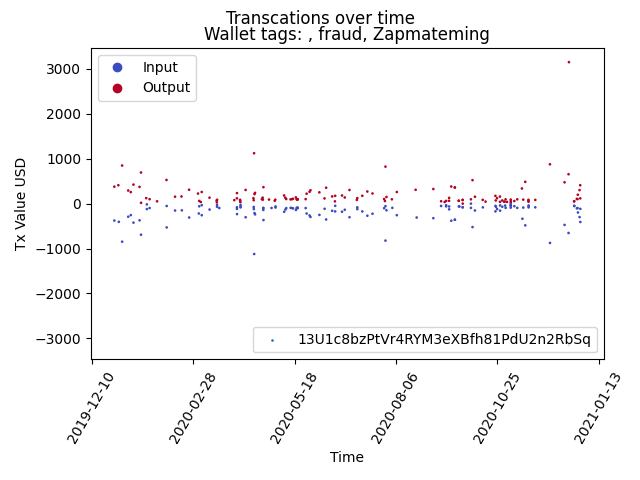 Transcations over time
Wallet tags: , fraud, Zapmateming
Input
Output
3000
2000
1000
0
−1000
−2000
−3000
Tx Value USD
13U1c8bzPtVr4RYM3eXBfh81PdU2n2RbSq
2019-12-10
2020-02-28
2020-05-18
2020-08-06
2020-10-25
2021-01-13
Time